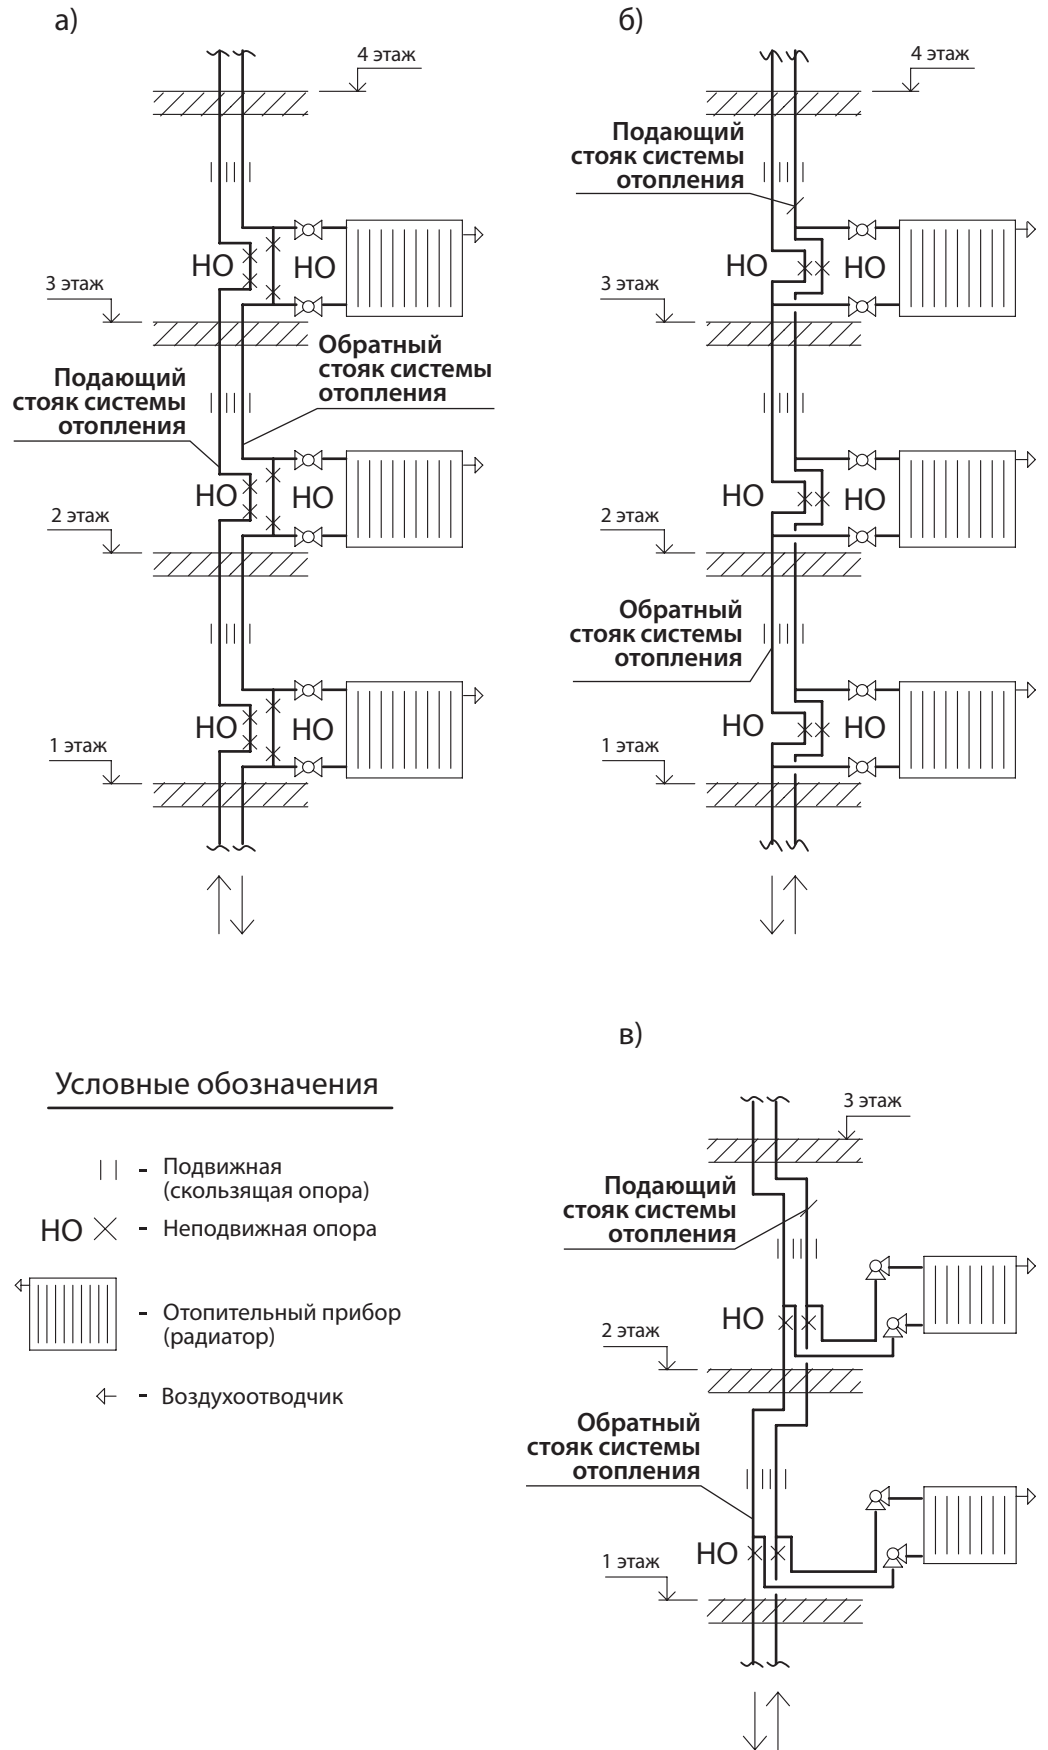 а)
4 этаж
НО
НО
3 этаж
Обратный
стояк системы
отопления
Подающий
стояк системы
отопления
НО
НО
2 этаж
НО
НО
1 этаж
б)
4 этаж
Подающий
стояк системы
отопления
НО
НО
3 этаж
НО
НО
2 этаж
Обратный
стояк системы
отопления
НО
НО
1 этаж
Условные обозначения
- Подвижная
(скользящая опора)
НО - Неподвижная опора
- Отопительный прибор
(радиатор)
- Воздухоотводчик
в)
3 этаж
Подающий
стояк системы
отопления
НО
2 этаж
Обратный
стояк системы
отопления
НО
1 этаж